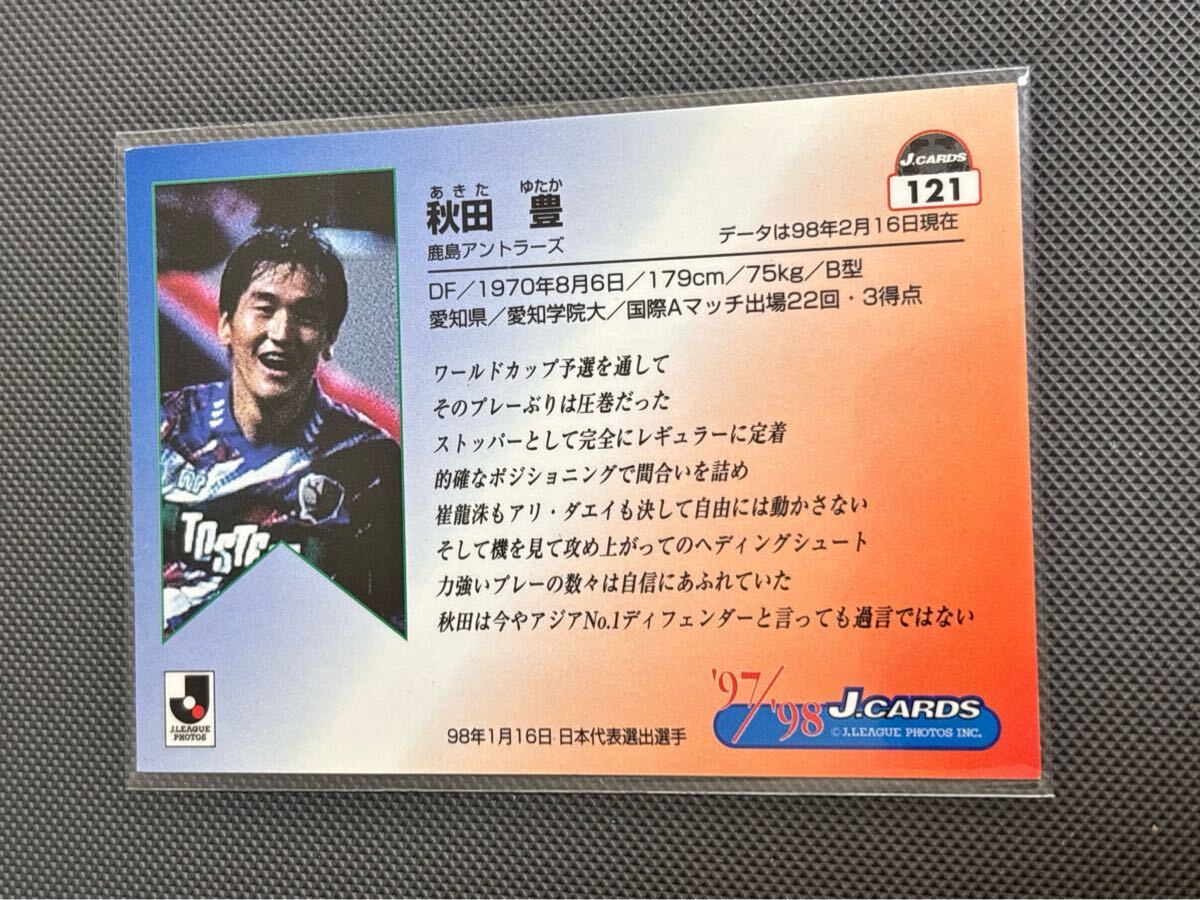 J.CARDS
121
あきた ゆたか
秋田 豊
鹿島アントラーズ
データは98年2月16日現在
DF／1970年8月6日／179cm／75kg／B型
愛知県／愛知学院大／国際Aマッチ出場22回・3得点
ワールドカップ予選を通して
そのプレーぶりは圧巻だった
ストッパーとして完全にレギュラーに定着
的確なポジショニングで間合いを詰め
崔龍洙もアリ・ダエイも決して自由には動かさない
そして機を見て攻め上がってのヘディングシュート
力強いプレーの数々は自信にあふれていた
秋田は今やアジアNo.1ディフェンダーと言っても過言ではない
TOSTEM
J.LEAGUE
PHOTOS
98年1月16日 日本代表選出選手
'97/'98 J.CARDS
© J.LEAGUE PHOTOS INC.